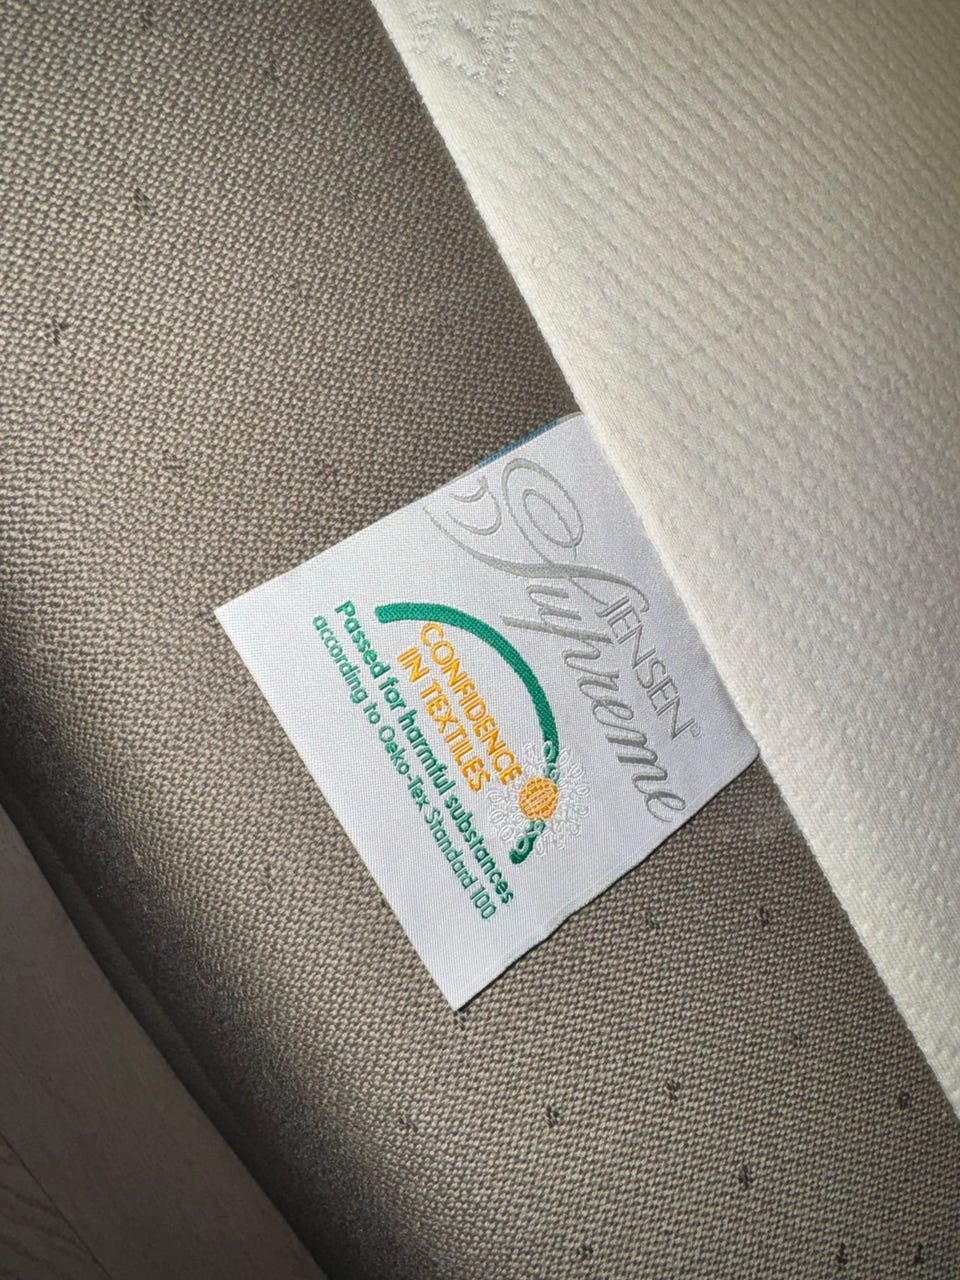 JENSEN®
Supreme
CONFIDENCE
IN TEXTILES
Passed for harmful substances
according to Oeko-Tex Standard 100